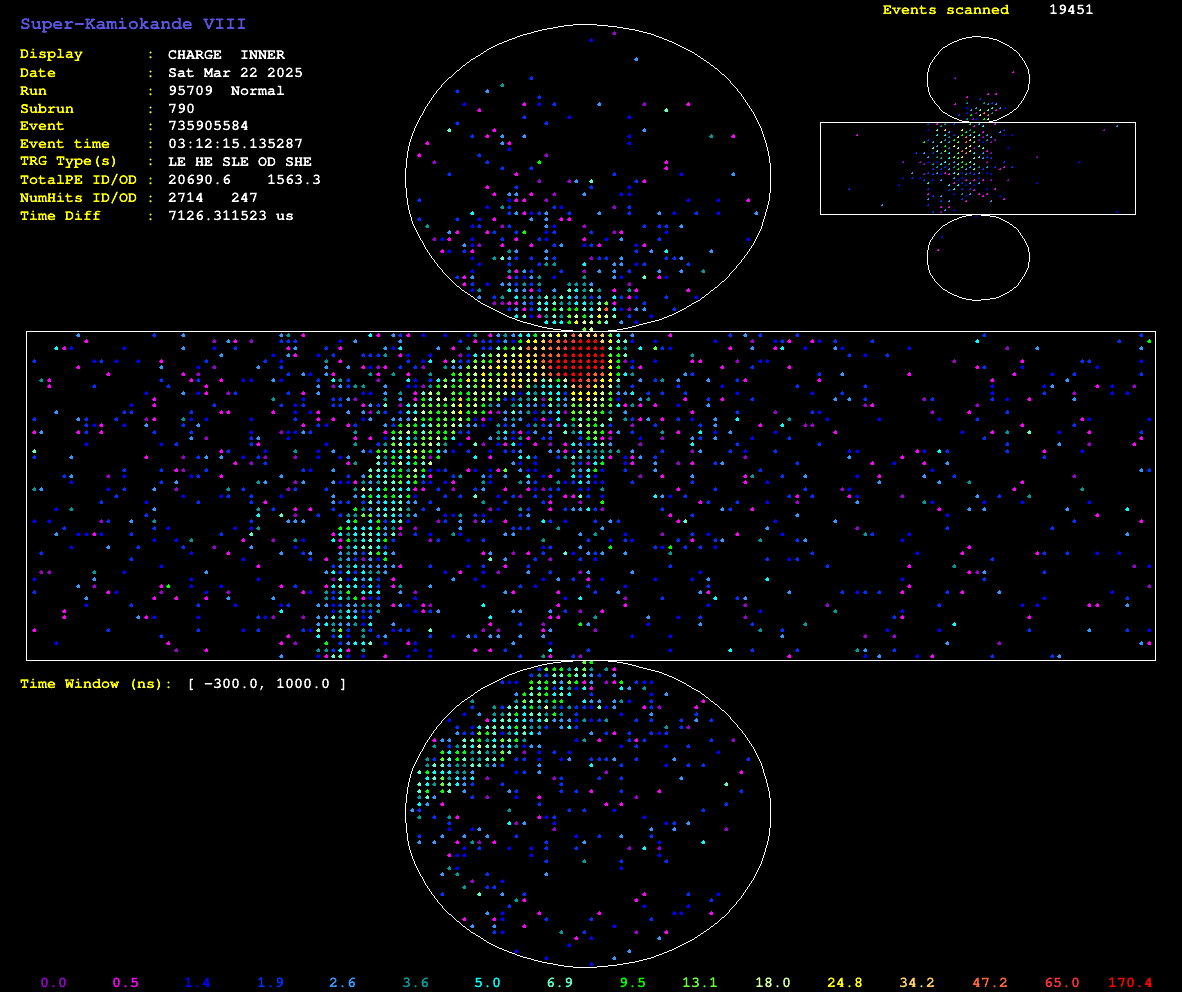 Super-Kamiokande VIII
Events scanned 19451
Display : CHARGE INNER
Date : Sat Mar 22 2025
Run : 95709 Normal
Subrun : 790
Event : 735905584
Event time : 03:12:15.135287
TRG Type(s) : LE HE SLE OD SHE
TotalPE ID/OD : 20690.6 1563.3
NumHits ID/OD : 2714 247
Time Diff : 7126.311523 us
Time Window (ns): [ -300.0, 1000.0 ]
0.0 0.5 1.4 1.9 2.6 3.6 5.0 6.9 9.5 13.1 18.0 24.8 34.2 47.2 65.0 170.4